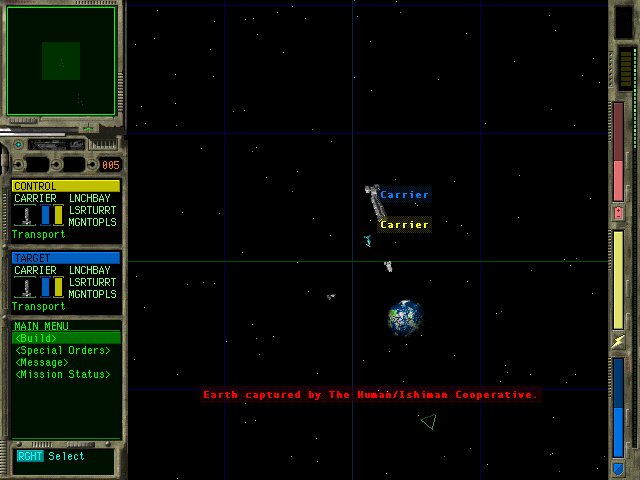 005
CONTROL
CARRIER LNCHBAY
LSRTURRT
MGNTOPLS
Transport
TARGET
CARRIER LNCHBAY
LSRTURRT
MGNTOPLS
Transport
MAIN MENU
<Build>
<Special Orders>
<Message>
<Mission Status>
RGHT Select
Carrier
Carrier
Earth captured by The Human/Ishiman Cooperative.